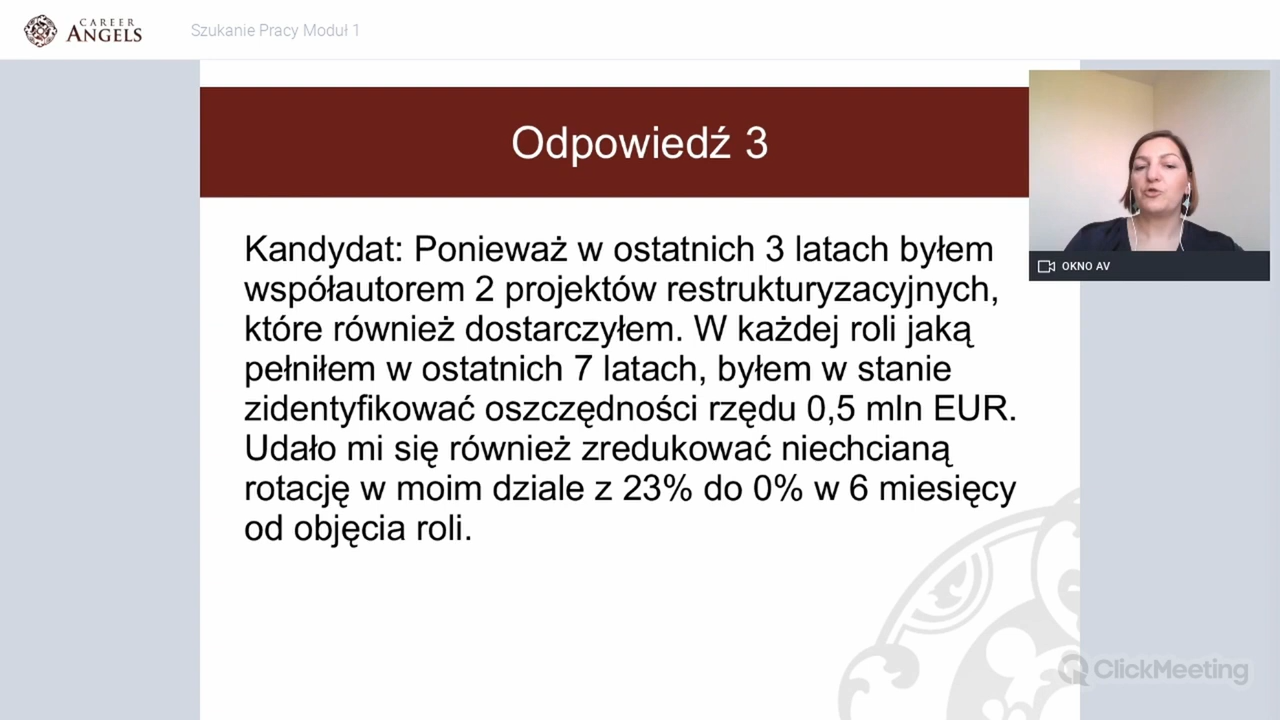 CAREER
ANGELS
Szukanie Pracy Moduł 1
Odpowiedź 3
OKNO AV
Kandydat: Ponieważ w ostatnich 3 latach byłem
współautorem 2 projektów restrukturyzacyjnych,
które również dostarczyłem. W każdej roli jaką
pełniłem w ostatnich 7 latach, byłem w stanie
zidentyfikować oszczędności rzędu 0,5 mln EUR.
Udało mi się również zredukować niechcianą
rotację w moim dziale z 23% do 0% w 6 miesięcy
od objęcia roli.
ClickMeeting